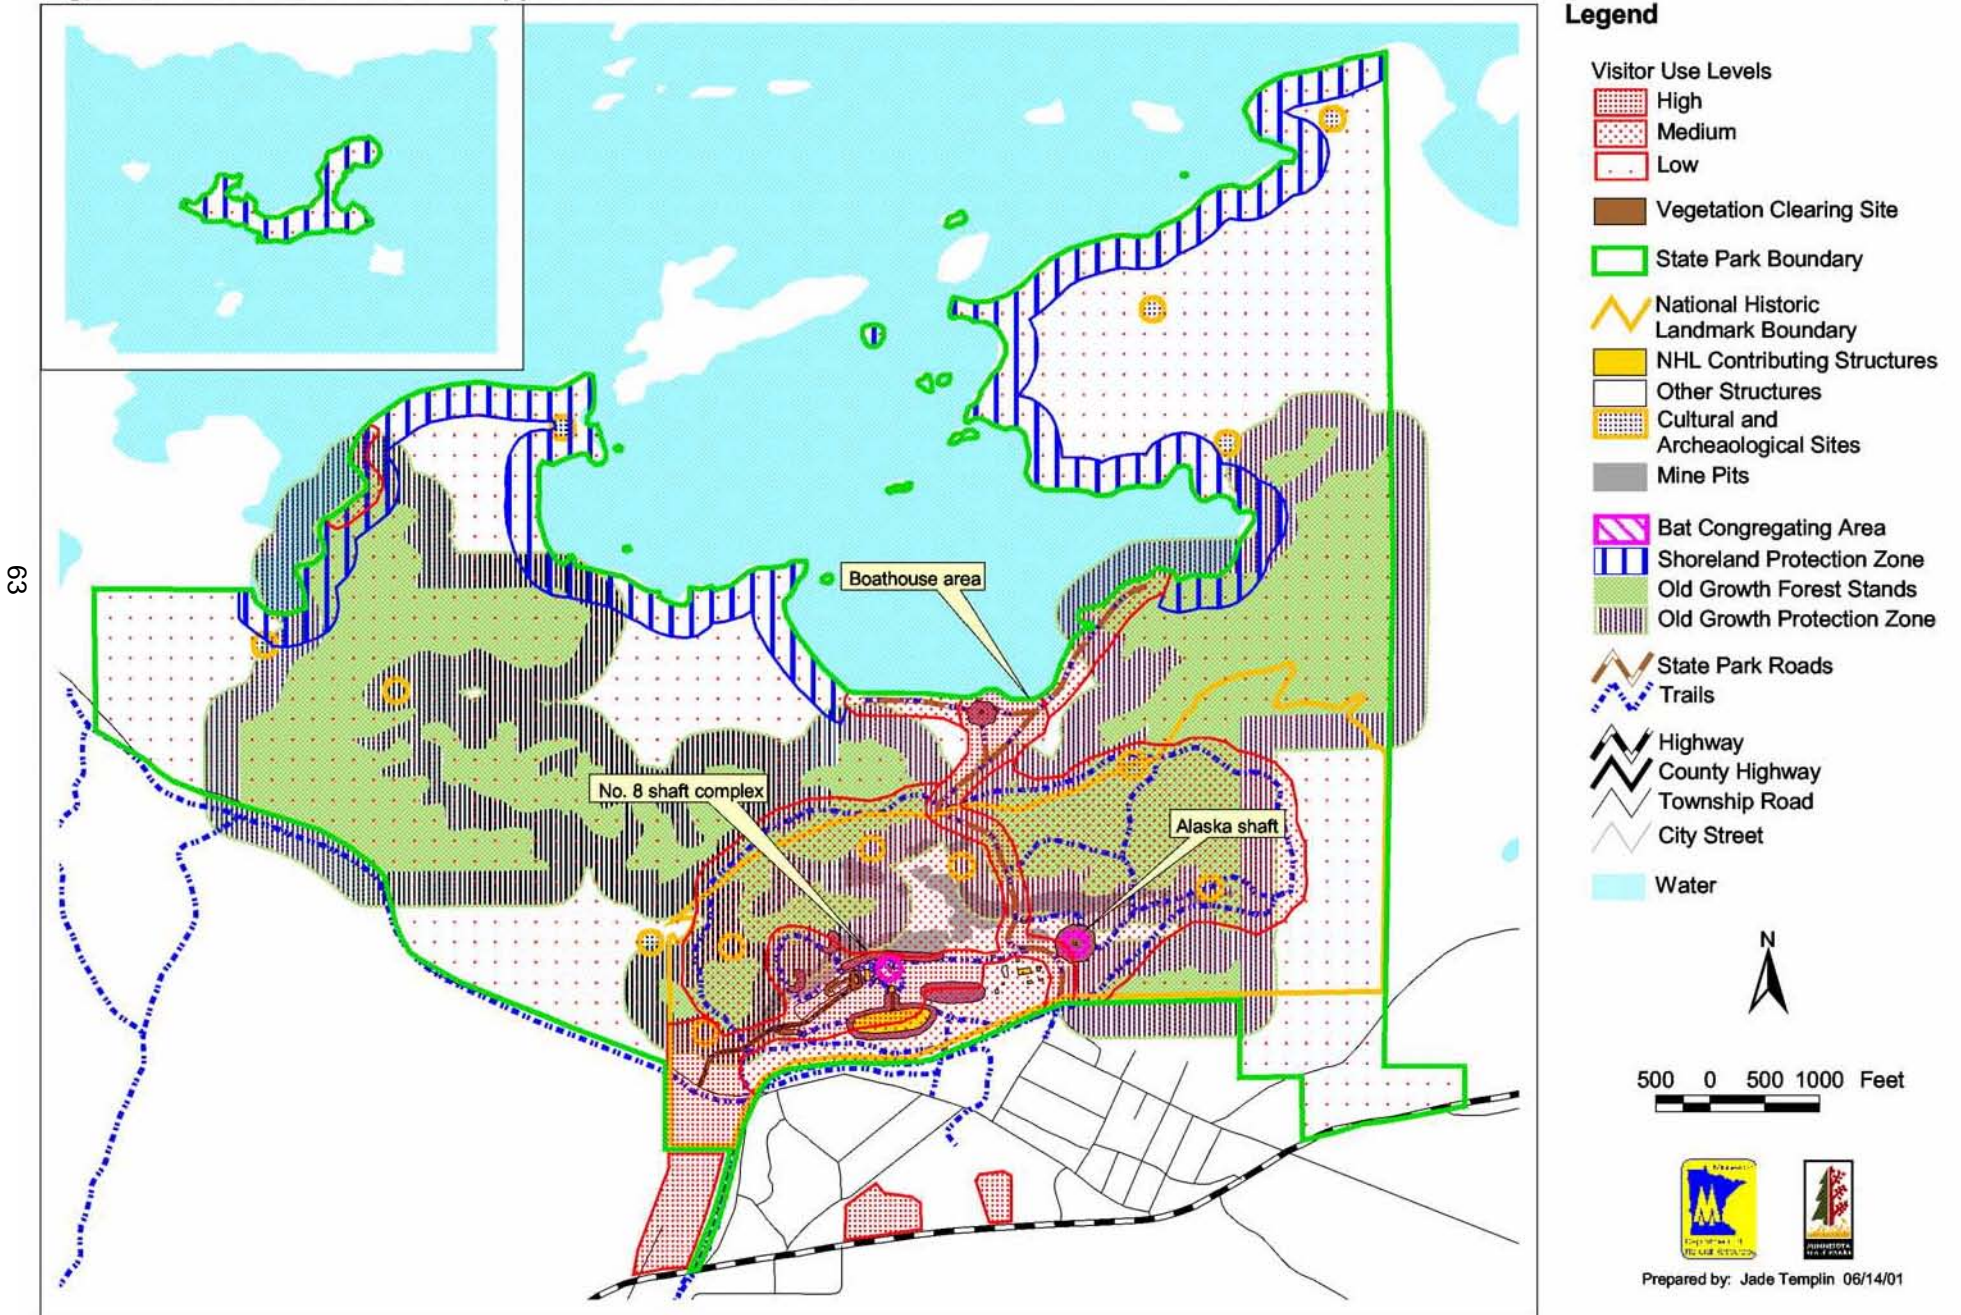 Legend
Visitor Use Levels
High
Medium
Low
Vegetation Clearing Site
State Park Boundary
National Historic
Landmark Boundary
NHL Contributing Structures
Other Structures
Cultural and
Archeaological Sites
Mine Pits
Bat Congregating Area
Shoreland Protection Zone
Old Growth Forest Stands
Old Growth Protection Zone
State Park Roads
Trails
Highway
County Highway
Township Road
City Street
Water
N
500 0 500 1000 Feet
Prepared by: Jade Templin 06/14/01
Boathouse area
No. 8 shaft complex
Alaska shaft
63